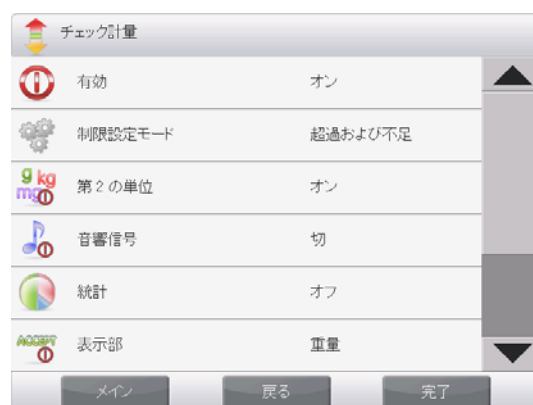 チェック計量
有効 オン
制限設定モード 超過および不足
g kg mg 第2の単位 オン
音響信号 切
統計 オフ
ACCEPT 表示部 重量
メイン 戻る 完了